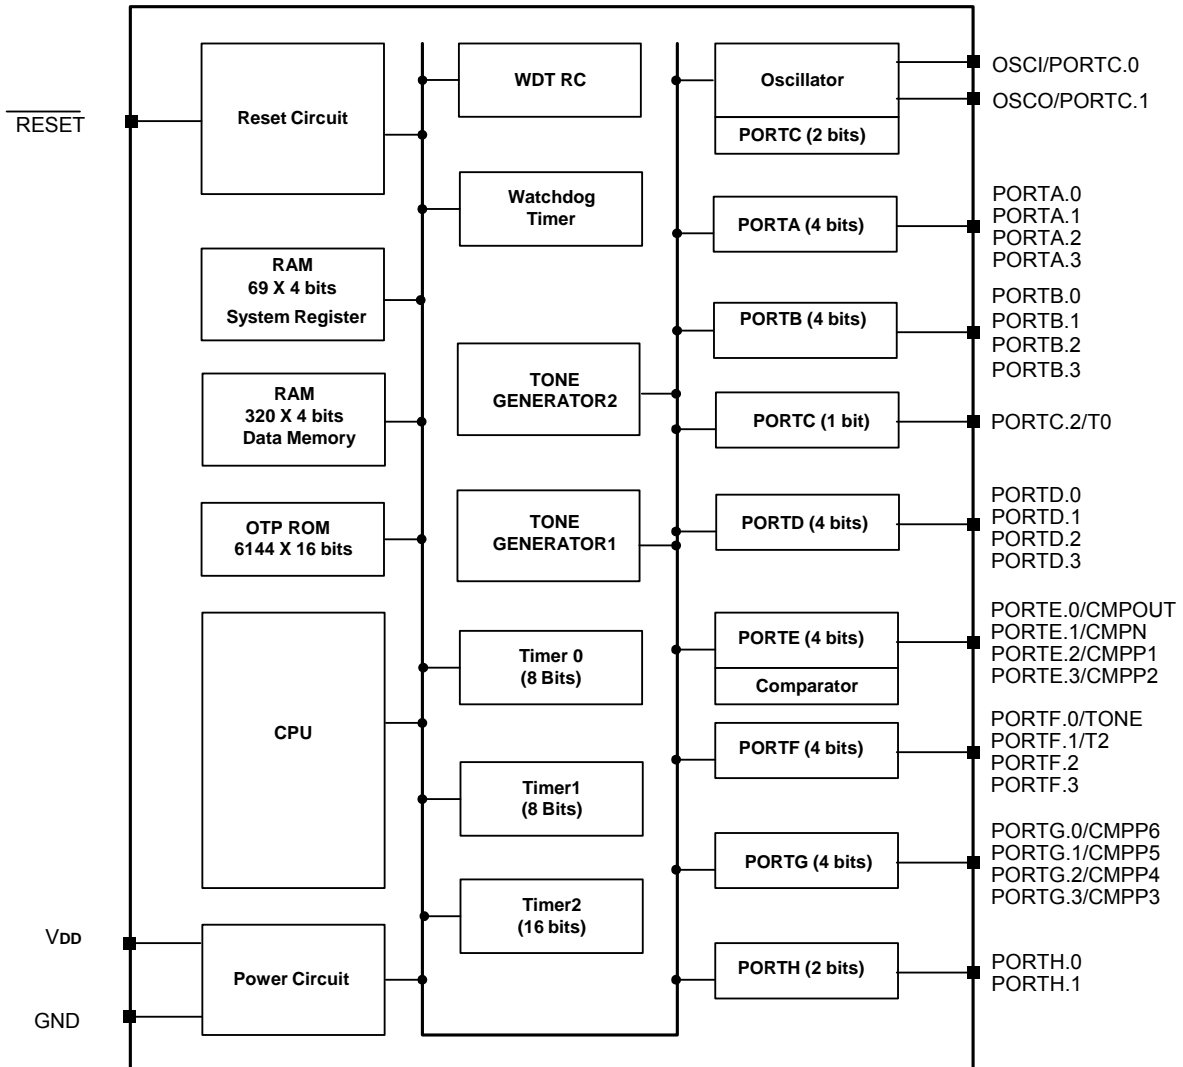 RESET
VDD
GND
Reset Circuit
RAM
69 X 4 bits
System Register
RAM
320 X 4 bits
Data Memory
OTP ROM
6144 X 16 bits
CPU
Power Circuit
WDT RC
Watchdog
Timer
TONE
GENERATOR2
TONE
GENERATOR1
Timer 0
(8 Bits)
Timer1
(8 Bits)
Timer2
(16 bits)
Oscillator
PORTC (2 bits)
PORTA (4 bits)
PORTB (4 bits)
PORTC (1 bit)
PORTD (4 bits)
PORTE (4 bits)
Comparator
PORTF (4 bits)
PORTG (4 bits)
PORTH (2 bits)
OSCI/PORTC.0
OSCO/PORTC.1
PORTA.0
PORTA.1
PORTA.2
PORTA.3
PORTB.0
PORTB.1
PORTB.2
PORTB.3
PORTC.2/T0
PORTD.0
PORTD.1
PORTD.2
PORTD.3
PORTE.0/CMPOUT
PORTE.1/CMPN
PORTE.2/CMPP1
PORTE.3/CMPP2
PORTF.0/TONE
PORTF.1/T2
PORTF.2
PORTF.3
PORTG.0/CMPP6
PORTG.1/CMPP5
PORTG.2/CMPP4
PORTG.3/CMPP3
PORTH.0
PORTH.1